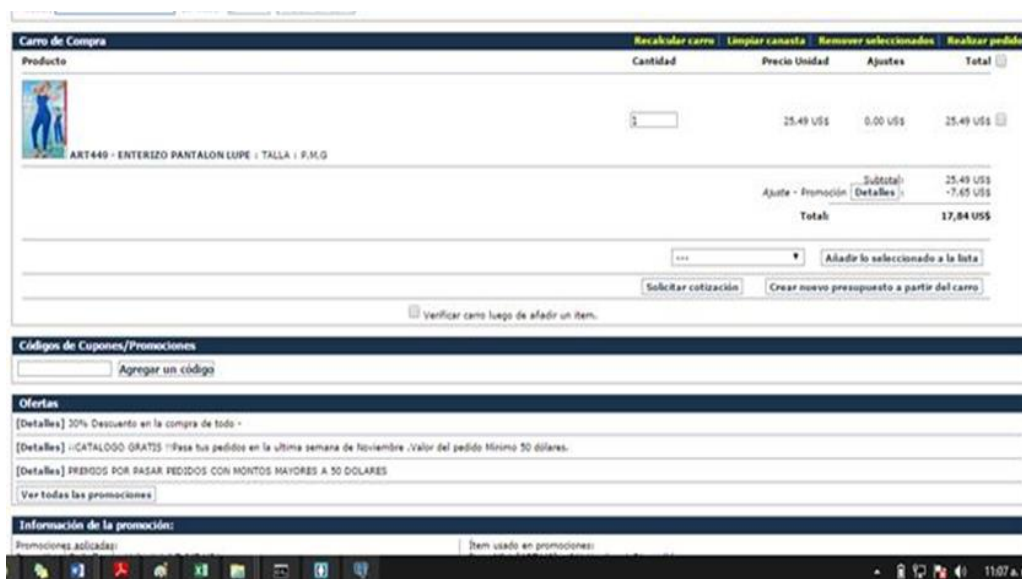 Carro de Compra Recalcular carro Limpiar canasta Remover seleccionados Realizar pedido
Producto Cantidad Precio Unidad Ajustes Total
1 25.49 US$ 0.00 US$ 25.49 US$
ART449 - ENTERIZO PANTALON LUPE : TALLA : P,M,G
Subtotal: 25.49 US$
Ajuste - Promoción Detalles : -7.65 US$
Total: 17,84 US$
--- Añadir lo seleccionado a la lista
Solicitar cotización Crear nuevo presupuesto a partir del carro
Verificar carro luego de añadir un item.
Códigos de Cupones/Promociones
Agregar un código
Ofertas
[Detalles] 30% Descuento en la compra de todo -
[Detalles] ¡¡CATALOGO GRATIS !!Pasa tus pedidos en la ultima semana de Noviembre .Valor del pedido Minimo 50 dólares.
[Detalles] PREMIOS POR PASAR PEDIDOS CON MONTOS MAYORES A 50 DOLARES
Ver todas las promociones
Información de la promoción:
Promociones aplicadas: Ítem usado en promociones:
11:07 a.